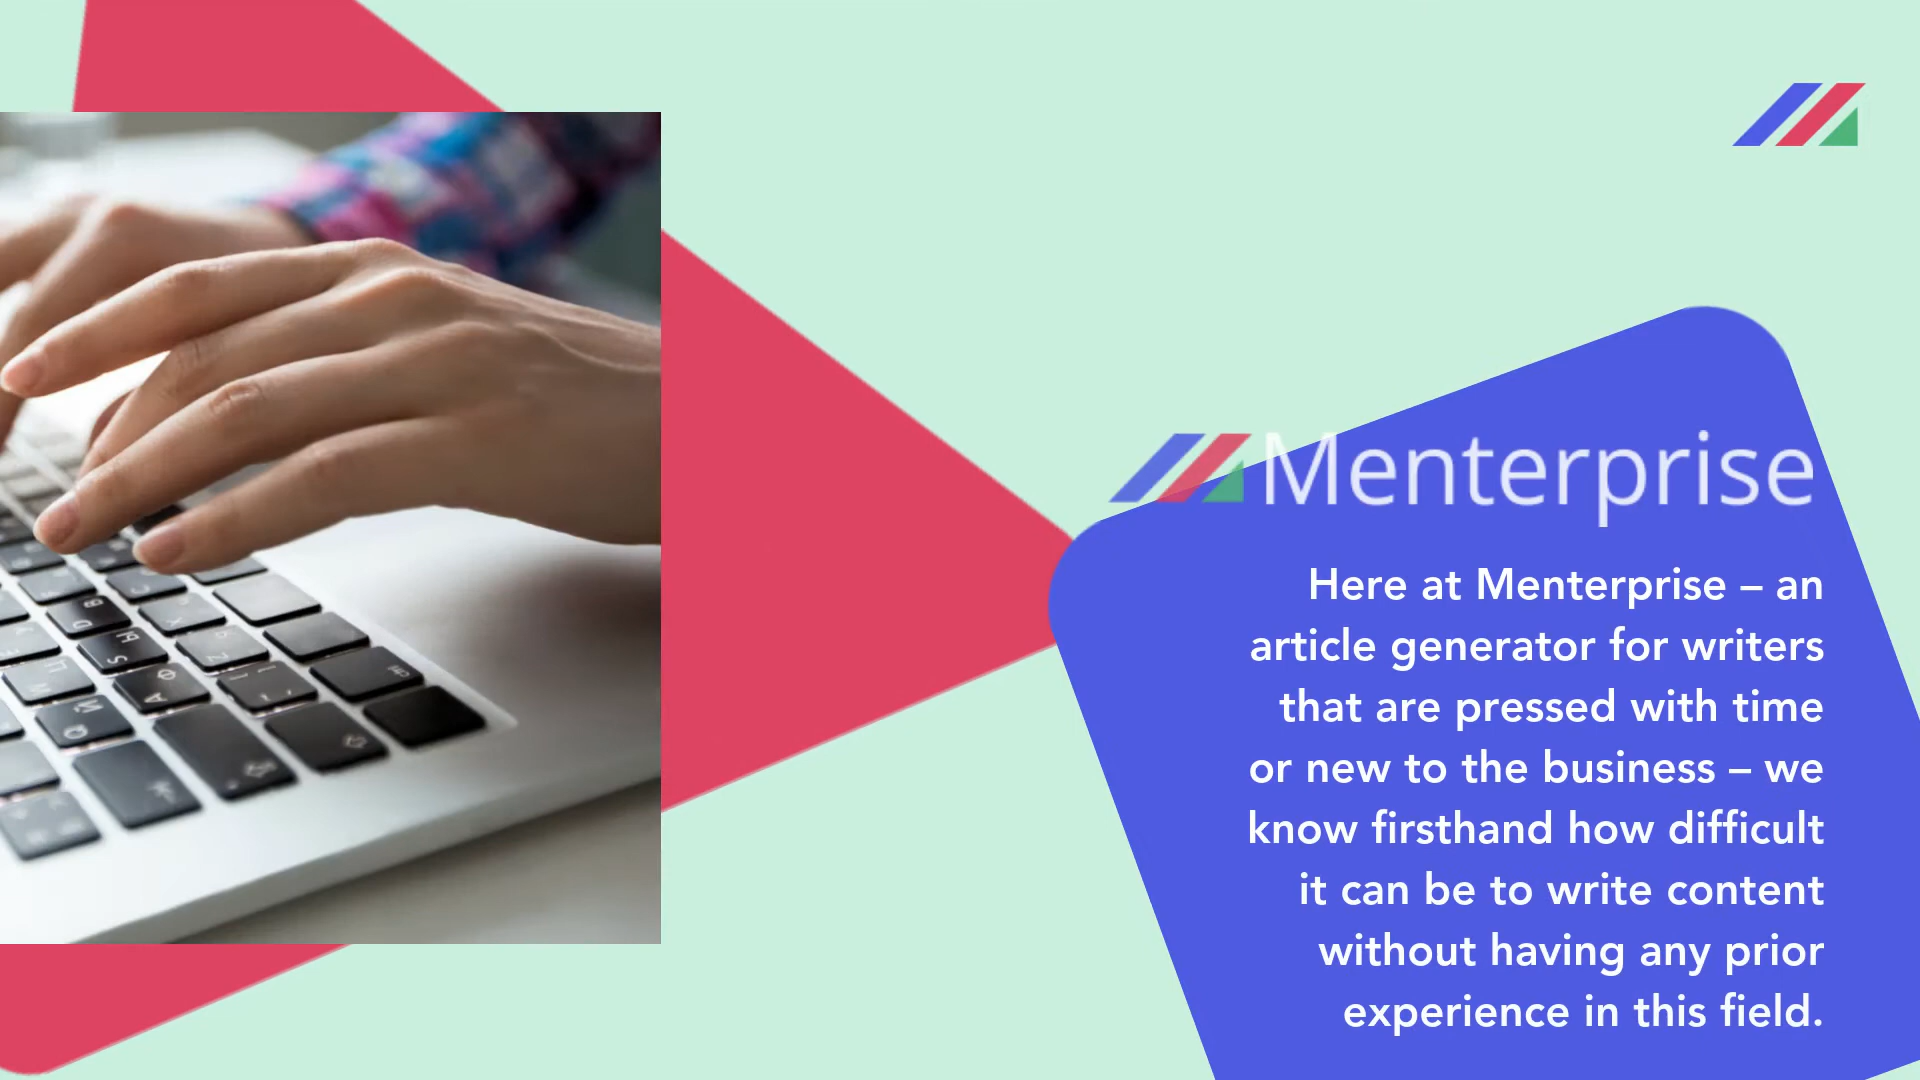 Menterprise
Here at Menterprise – an
article generator for writers
that are pressed with time
or new to the business – we
know firsthand how difficult
it can be to write content
without having any prior
experience in this field.